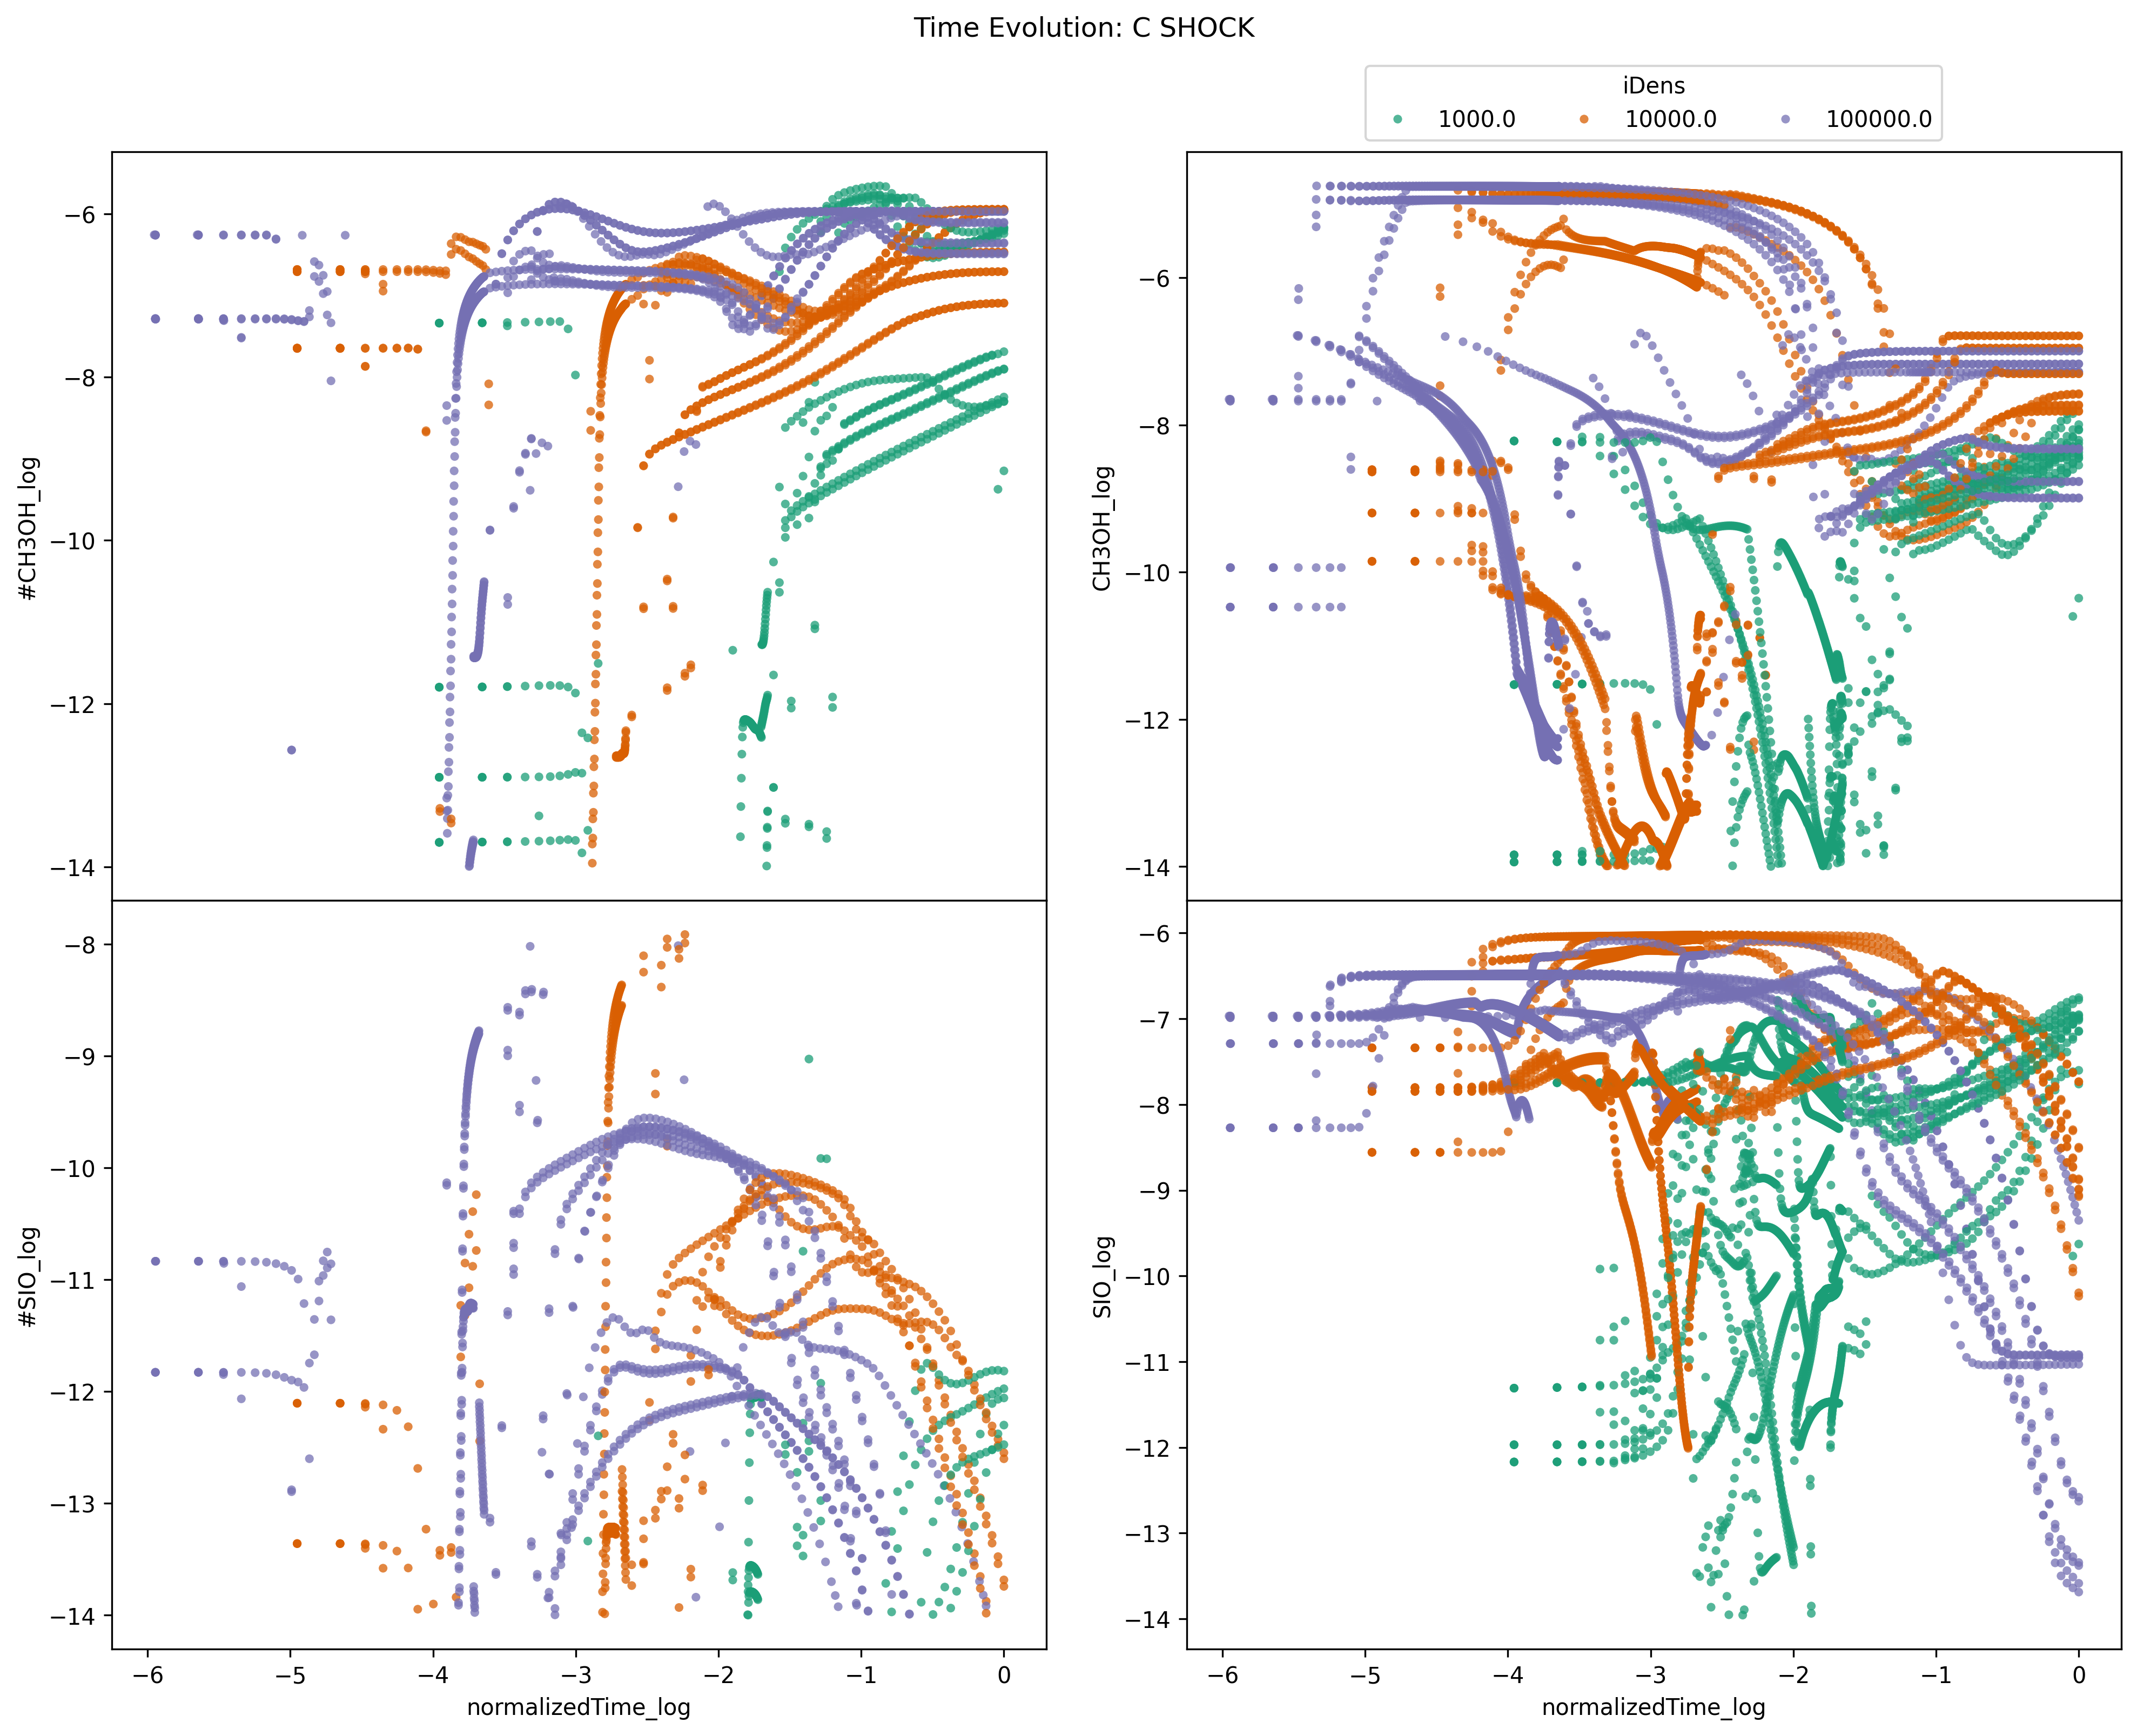 Time Evolution: C SHOCK
iDens
1000.0 10000.0 100000.0
#CH3OH_log
−6
−8
−10
−12
−14
CH3OH_log
−6
−8
−10
−12
−14
#SIO_log
−8
−9
−10
−11
−12
−13
−14
−6 −5 −4 −3 −2 −1 0
normalizedTime_log
SIO_log
−6
−7
−8
−9
−10
−11
−12
−13
−14
−6 −5 −4 −3 −2 −1 0
normalizedTime_log